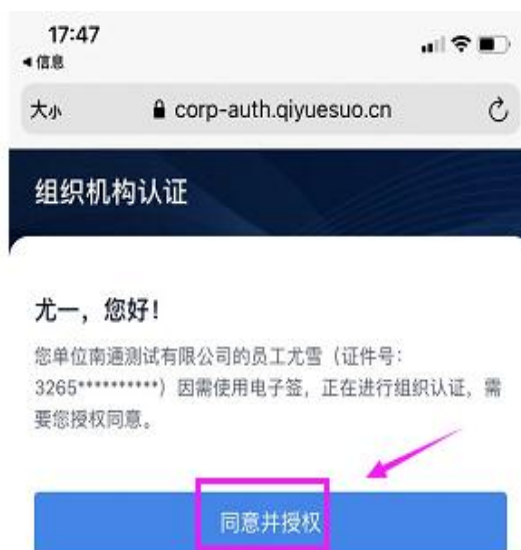 17:47
信息
大小 corp-auth.qiyuesuo.cn
组织机构认证
尤一，您好！
您单位南通测试有限公司的员工尤雪（证件号：
3265**********）因需使用电子签，正在进行组织认证，需
要您授权同意。
同意并授权